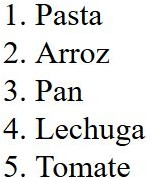 1. Pasta
2. Arroz
3. Pan
4. Lechuga
5. Tomate